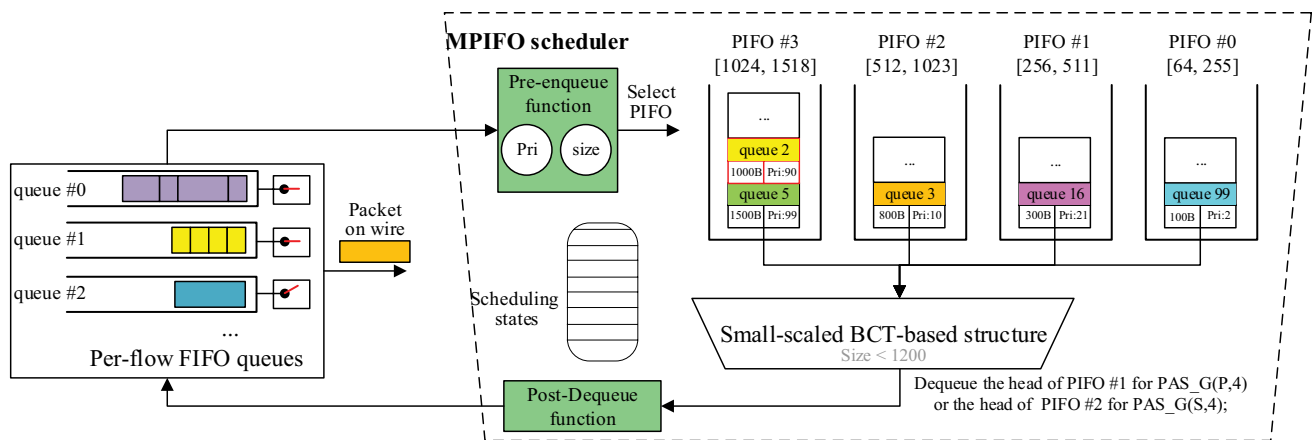 MPIFO scheduler
Pre-enqueue
function
Pri
size
Select
PIFO
PIFO #3
[1024, 1518]
PIFO #2
[512, 1023]
PIFO #1
[256, 511]
PIFO #0
[64, 255]
...
queue 2
1000B Pri:90
queue 5
1500B Pri:99
...
queue 3
800B Pri:10
...
queue 16
300B Pri:21
...
queue 99
100B Pri:2
queue #0
queue #1
queue #2
...
Per-flow FIFO queues
Packet
on wire
Scheduling
states
Small-scaled BCT-based structure
Size < 1200
Dequeue the head of PIFO #1 for PAS_G(P,4)
or the head of PIFO #2 for PAS_G(S,4);
Post-Dequeue
function